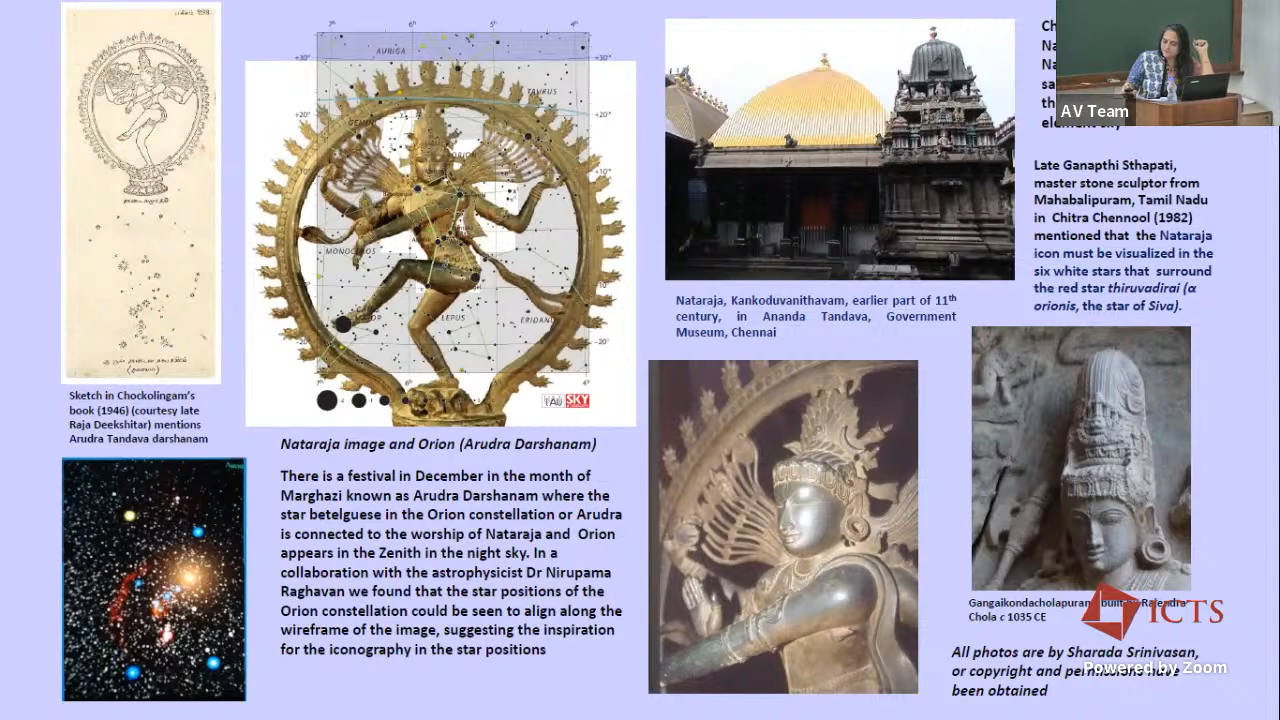 Sketch in Chockolingam's
book (1946) (courtesy late
Raja Deekshitar) mentions
Arudra Tandava darshanam
AURIGA
TAURUS
+30°
+20°
MONOCEROS
LEPUS
ERIDANU
IAU
SKY
Nataraja image and Orion (Arudra Darshanam)
There is a festival in December in the month of
Marghazi known as Arudra Darshanam where the
star betelguese in the Orion constellation or Arudra
is connected to the worship of Nataraja and Orion
appears in the Zenith in the night sky. In a
collaboration with the astrophysicist Dr Nirupama
Raghavan we found that the star positions of the
Orion constellation could be seen to align along the
wireframe of the image, suggesting the inspiration
for the iconography in the star positions
Nataraja, Kankoduvanithavam, earlier part of 11th
century, in Ananda Tandava, Government
Museum, Chennai
AV Team
Late Ganapthi Sthapati,
master stone sculptor from
Mahabalipuram, Tamil Nadu
in Chitra Chennool (1982)
mentioned that the Nataraja
icon must be visualized in the
six white stars that surround
the red star thiruvadirai (α
orionis, the star of Siva).
Gangaikondacholapuram built by Rajendra
Chola c 1035 CE
ICTS
All photos are by Sharada Srinivasan,
or copyright and permissions have
been obtained
Powered by Zoom